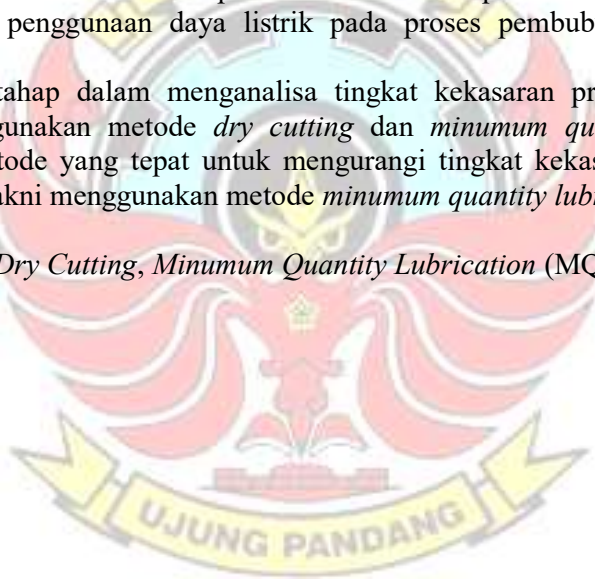 penggunaan daya listrik pada proses pembub
tahap dalam menganalisa tingkat kekasaran pr
gunakan metode dry cutting dan minumum qu
tode yang tepat untuk mengurangi tingkat kekas
akni menggunakan metode minumum quantity lubr
Dry Cutting, Minumum Quantity Lubrication (MQ
UJUNG PANDANG